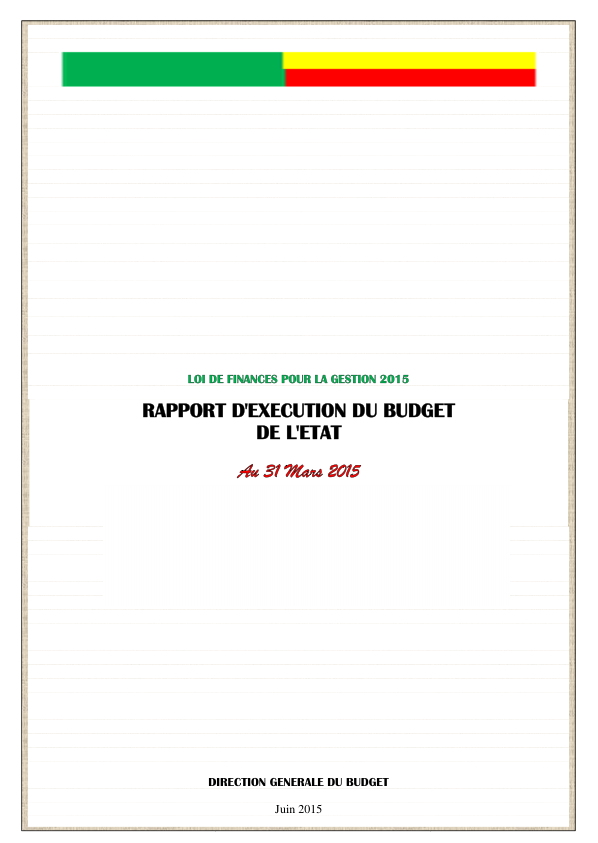 LOI DE FINANCES POUR LA GESTION 2015
RAPPORT D'EXECUTION DU BUDGET
DE L'ETAT
Au 31 Mars 2015
DIRECTION GENERALE DU BUDGET
Juin 2015